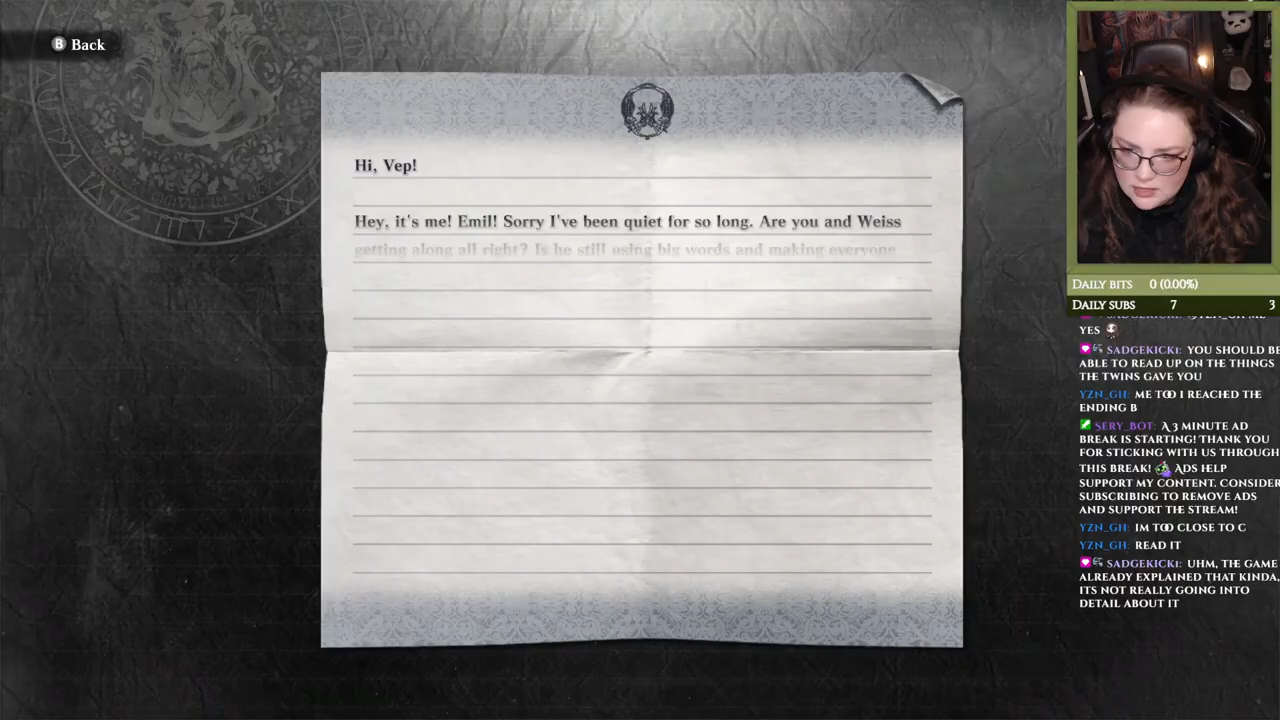 B Back
Hi, Vep!
Hey, it's me! Emil! Sorry I've been quiet for so long. Are you and Weiss
getting along all right? Is he still using big words and making everyone
DAILY BITS 0 (0.00%)
DAILY SUBS 7 3
YES
SADGEKICKI: YOU SHOULD BE
ABLE TO READ UP ON THE THINGS
THE TWINS GAVE YOU
YZN_GH: ME TOO I REACHED THE
ENDING B
SERY_BOT: A 3 MINUTE AD
BREAK IS STARTING! THANK YOU
FOR STICKING WITH US THROUGH
THIS BREAK! ADS HELP
SUPPORT MY CONTENT. CONSIDER
SUBSCRIBING TO REMOVE ADS
AND SUPPORT THE STREAM!
YZN_GH: IM TOO CLOSE TO C
YZN_GH: READ IT
SADGEKICKI: UHM, THE GAME
ALREADY EXPLAINED THAT KINDA,
ITS NOT REALLY GOING INTO
DETAIL ABOUT IT